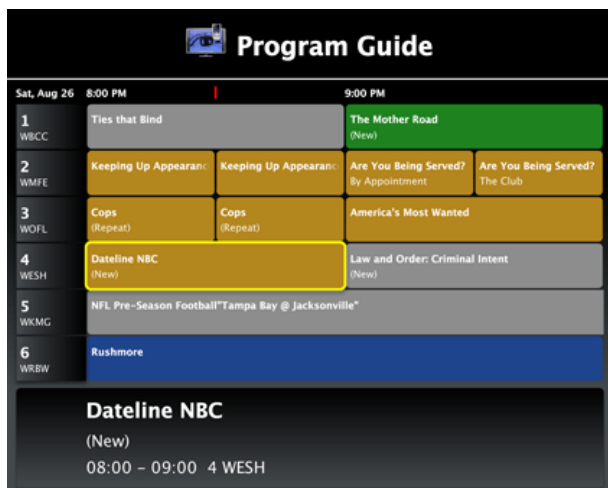 Program Guide
Sat, Aug 26 8:00 PM 9:00 PM
1 Ties that Bind The Mother Road
WBCC (New)
2 Keeping Up Appearanc Keeping Up Appearanc Are You Being Served? Are You Being Served?
WMFE By Appointment The Club
3 Cops Cops America's Most Wanted
WOFL (Repeat) (Repeat)
4 Dateline NBC Law and Order: Criminal Intent
WESH (New) (New)
5 NFL Pre-Season Football"Tampa Bay @ Jacksonville"
WKMG
6 Rushmore
WRBW
Dateline NBC
(New)
08:00 - 09:00 4 WESH